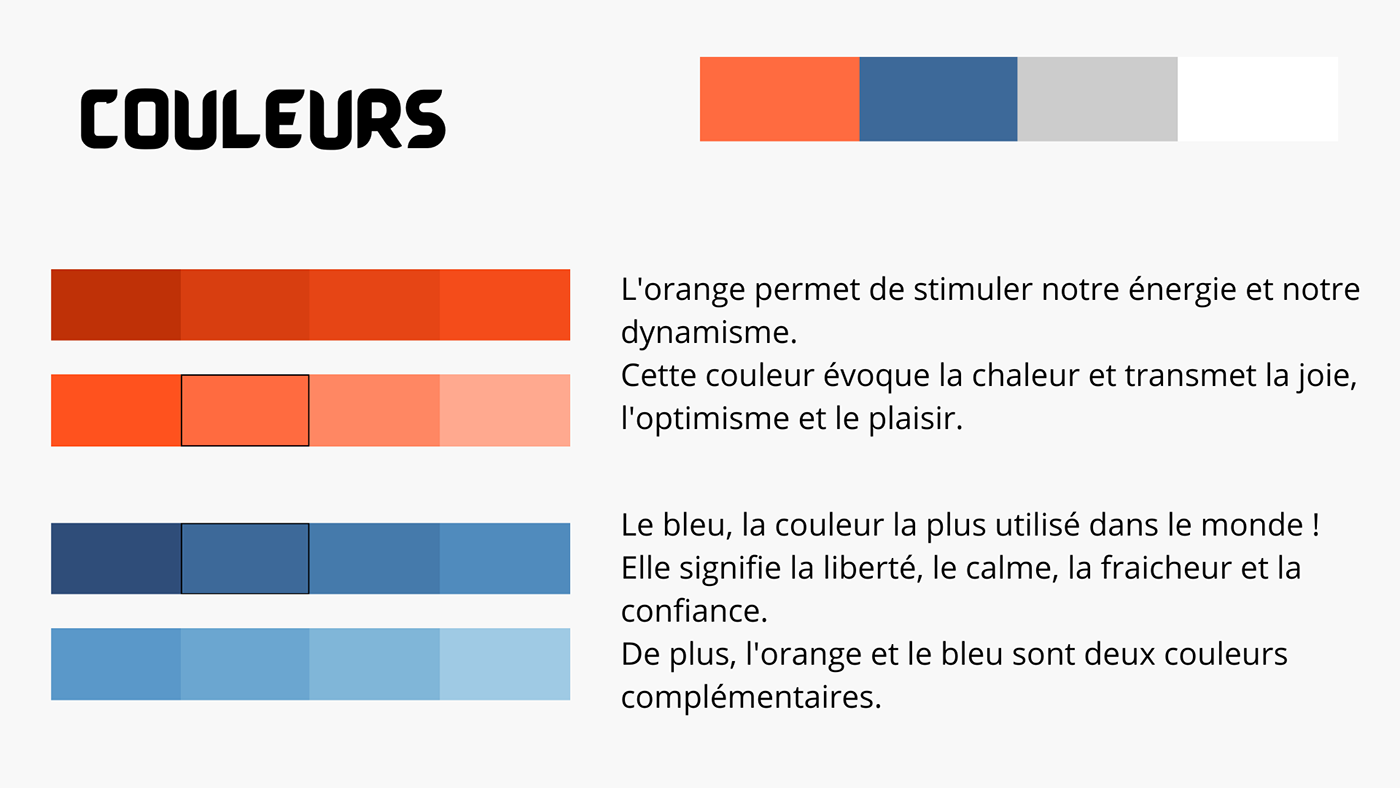 COULEURS
L'orange permet de stimuler notre énergie et notre
dynamisme.
Cette couleur évoque la chaleur et transmet la joie,
l'optimisme et le plaisir.
Le bleu, la couleur la plus utilisé dans le monde !
Elle signifie la liberté, le calme, la fraicheur et la
confiance.
De plus, l'orange et le bleu sont deux couleurs
complémentaires.